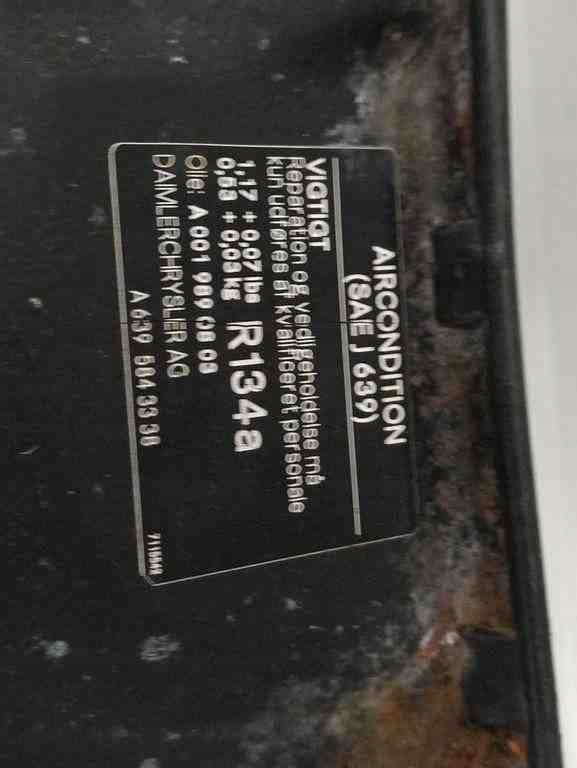 AIRCONDITION
(SAE J 639)
VIGTIGT
Reparation og vedligeholdelse må
kun udføres af kvalificeret personale
1,17 + 0,07 lbs
0,53 + 0,03 kg
R134a
Olie: A 001 989 08 03
DAIMLERCHRYSLER AG
A 639 584 33 38